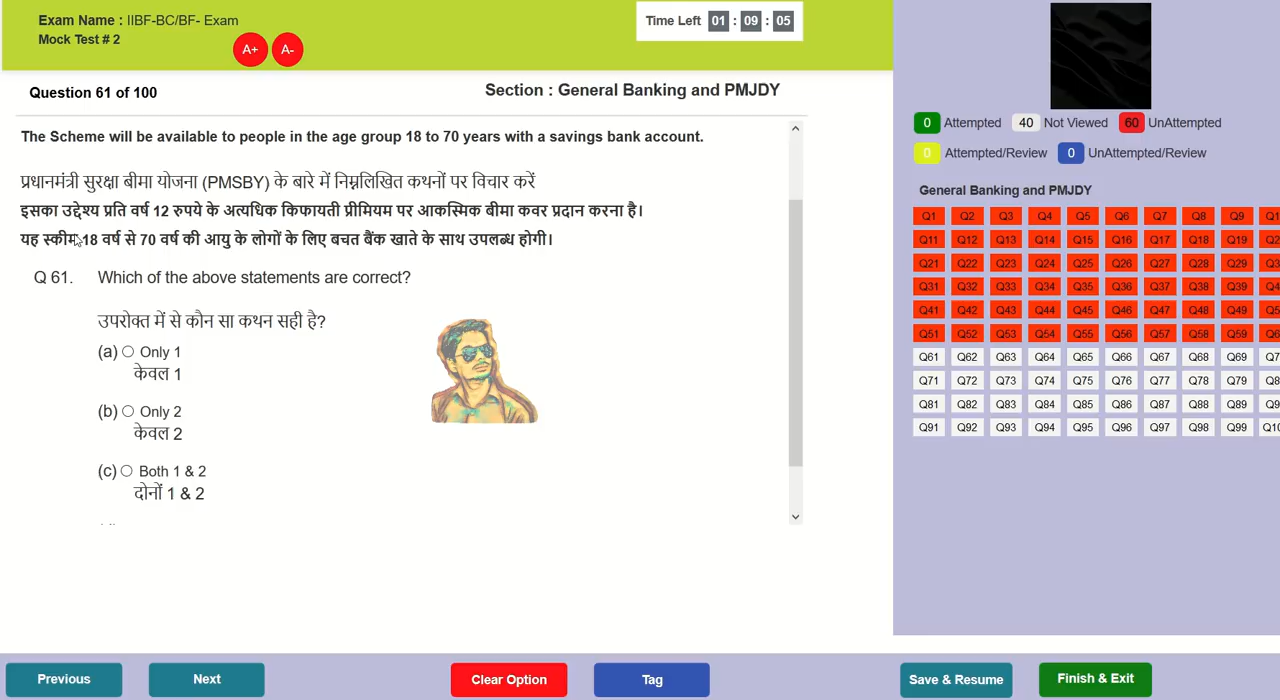 Exam Name : IIBF-BC/BF- Exam
Mock Test # 2
A+ A-
Time Left 01 : 09 : 05
Question 61 of 100
Section : General Banking and PMJDY
The Scheme will be available to people in the age group 18 to 70 years with a savings bank account.
प्रधानमंत्री सुरक्षा बीमा योजना (PMSBY) के बारे में निम्नलिखित कथनों पर विचार करें
इसका उद्देश्य प्रति वर्ष 12 रुपये के अत्यधिक किफायती प्रीमियम पर आकस्मिक बीमा कवर प्रदान करना है।
यह स्कीम 18 वर्ष से 70 वर्ष की आयु के लोगों के लिए बचत बैंक खाते के साथ उपलब्ध होगी।
Q 61. Which of the above statements are correct?
उपरोक्त में से कौन सा कथन सही है?
(a) Only 1
केवल 1
(b) Only 2
केवल 2
(c) Both 1 & 2
दोनों 1 & 2
0 Attempted 40 Not Viewed 60 UnAttempted
0 Attempted/Review 0 UnAttempted/Review
General Banking and PMJDY
Q1 Q2 Q3 Q4 Q5 Q6 Q7 Q8 Q9
Q11 Q12 Q13 Q14 Q15 Q16 Q17 Q18 Q19
Q21 Q22 Q23 Q24 Q25 Q26 Q27 Q28 Q29
Q31 Q32 Q33 Q34 Q35 Q36 Q37 Q38 Q39
Q41 Q42 Q43 Q44 Q45 Q46 Q47 Q48 Q49
Q51 Q52 Q53 Q54 Q55 Q56 Q57 Q58 Q59
Q61 Q62 Q63 Q64 Q65 Q66 Q67 Q68 Q69
Q71 Q72 Q73 Q74 Q75 Q76 Q77 Q78 Q79
Q81 Q82 Q83 Q84 Q85 Q86 Q87 Q88 Q89
Q91 Q92 Q93 Q94 Q95 Q96 Q97 Q98 Q99
Previous Next Clear Option Tag Save & Resume Finish & Exit